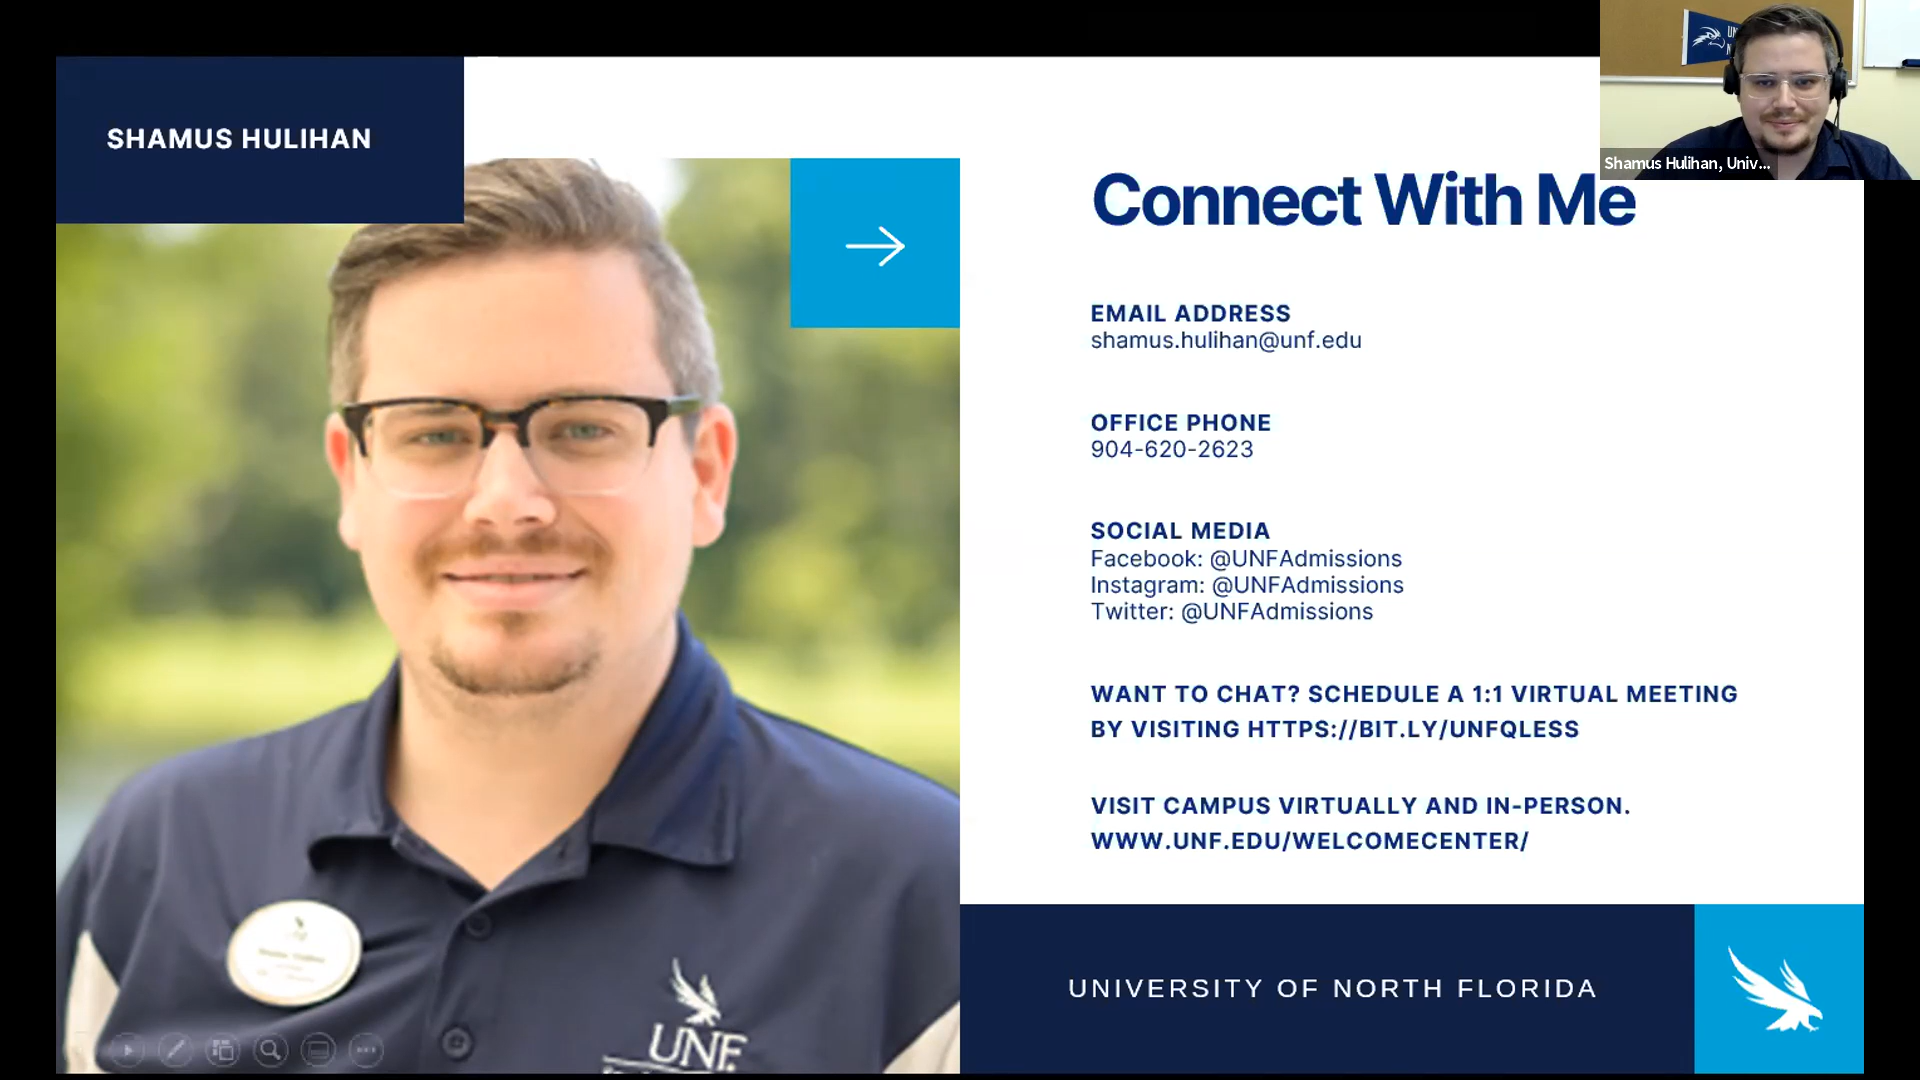 SHAMUS HULIHAN
Connect With Me
EMAIL ADDRESS
shamus.hulihan@unf.edu
OFFICE PHONE
904-620-2623
SOCIAL MEDIA
Facebook: @UNFAdmissions
Instagram: @UNFAdmissions
Twitter: @UNFAdmissions
WANT TO CHAT? SCHEDULE A 1:1 VIRTUAL MEETING
BY VISITING HTTPS://BIT.LY/UNFQLESS
VISIT CAMPUS VIRTUALLY AND IN-PERSON.
WWW.UNF.EDU/WELCOMECENTER/
UNIVERSITY OF NORTH FLORIDA
UNF
Shamus Hulihan, Univ...